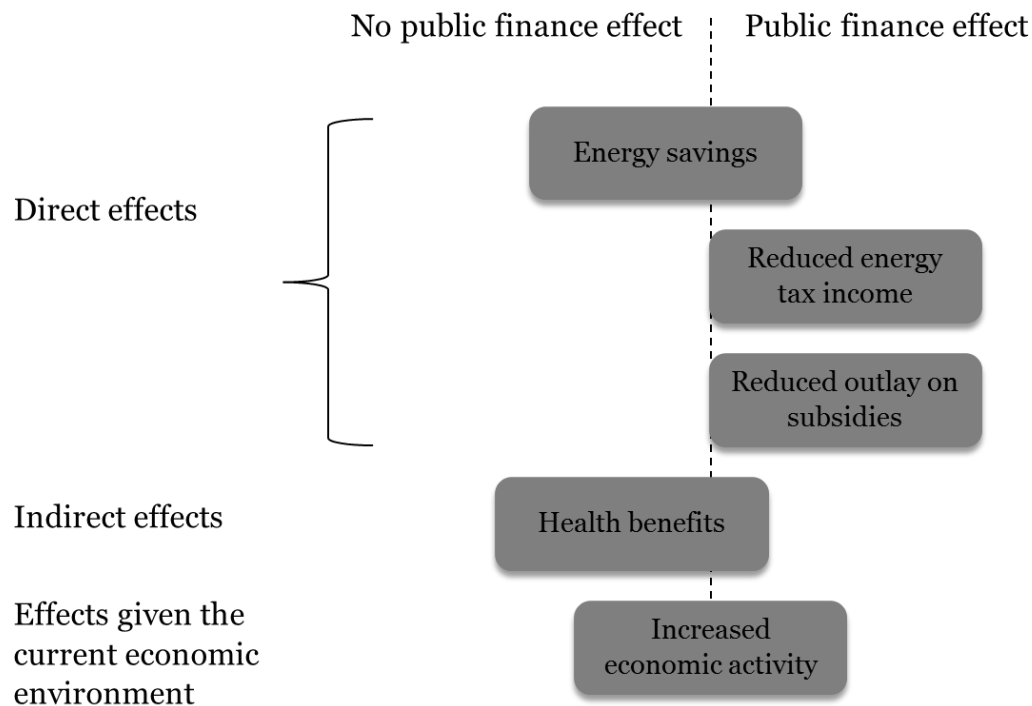 No public finance effect
Public finance effect
Energy savings
Direct effects
Reduced energy
tax income
Reduced outlay on
subsidies
Indirect effects
Health benefits
Effects given the
current economic
environment
Increased
economic activity